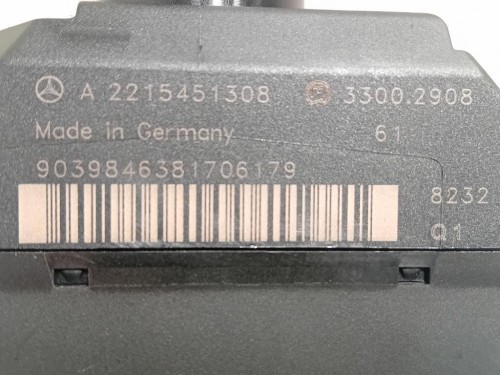 A 2215451308 3300.2908
Made in Germany 61
9039846381706179
8232
Q1